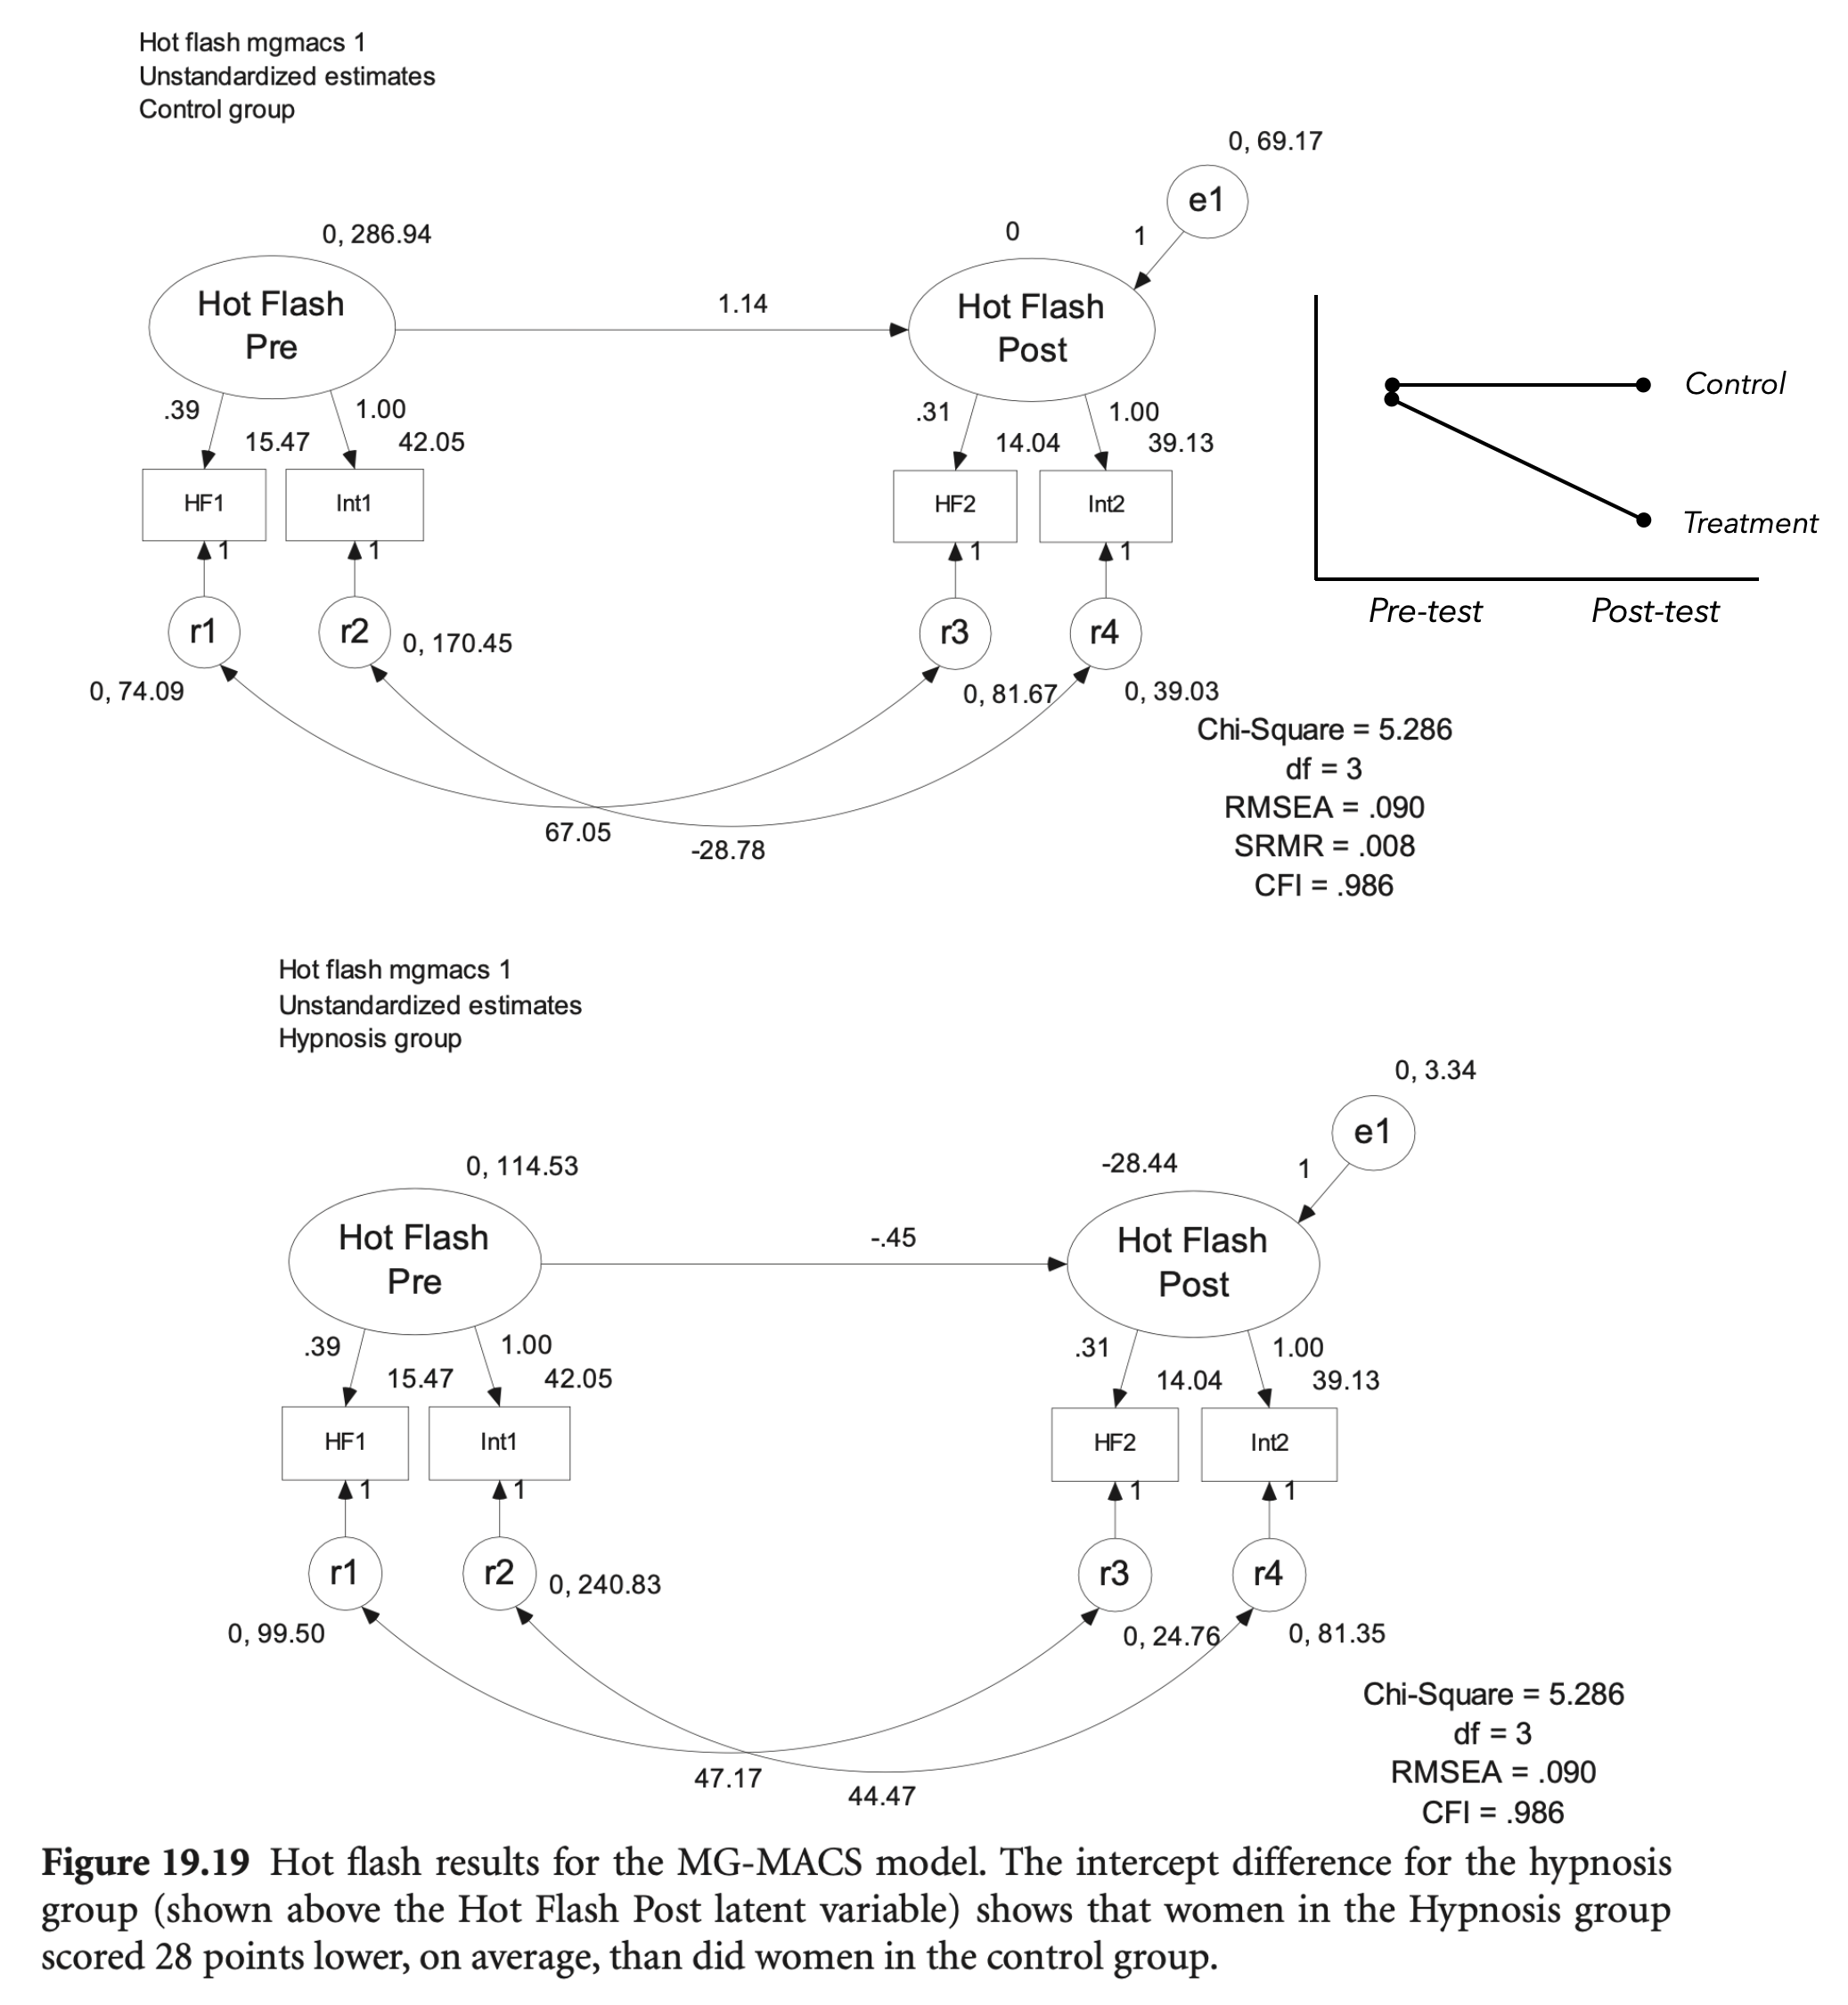 Hot flash mgmacs 1
Unstandardized estimates
Control group
0, 69.17
e1
0, 286.94
0
1
Hot Flash
Pre
1.14
Hot Flash
Post
.39
1.00
15.47
42.05
.31
1.00
14.04
39.13
HF1
Int1
HF2
Int2
1
1
1
1
r1
r2
r3
r4
0, 170.45
0, 74.09
0, 81.67
0, 39.03
67.05
-28.78
Control
Treatment
Pre-test
Post-test
Chi-Square = 5.286
df = 3
RMSEA = .090
SRMR = .008
CFI = .986
Hot flash mgmacs 1
Unstandardized estimates
Hypnosis group
0, 3.34
e1
0, 114.53
-28.44
1
Hot Flash
Pre
-.45
Hot Flash
Post
.39
1.00
15.47
42.05
.31
1.00
14.04
39.13
HF1
Int1
HF2
Int2
1
1
1
1
r1
r2
r3
r4
0, 240.83
0, 99.50
0, 24.76
0, 81.35
47.17
44.47
Chi-Square = 5.286
df = 3
RMSEA = .090
CFI = .986
Figure 19.19 Hot flash results for the MG-MACS model. The intercept difference for the hypnosis
group (shown above the Hot Flash Post latent variable) shows that women in the Hypnosis group
scored 28 points lower, on average, than did women in the control group.